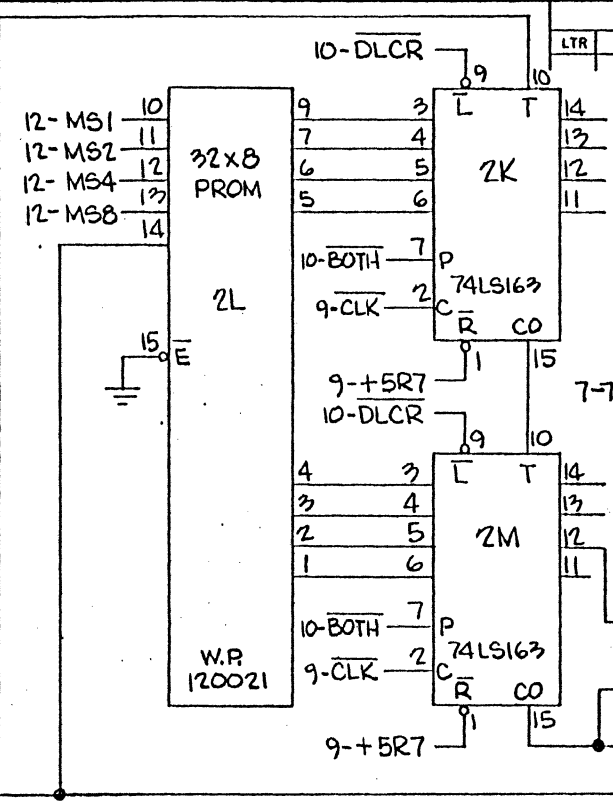 LTR
10-DLCR
9 10
L T
12-MS1 10 9 3 14
12-MS2 11 7 4 13
12-MS4 12 6 5 12
12-MS8 13 5 6 11
14
32x8
PROM
2K
10-BOTH 7 P
74LS163
9-CLK 2 C
2L
R CO
15 E
1 15
9-+5R7
7-7
10-DLCR
9 10
L T
4 3 14
3 4 13
2 5 12
1 6 11
2M
10-BOTH 7 P
74LS163
W.P.
120021
9-CLK 2 C
R CO
1 15
9-+5R7